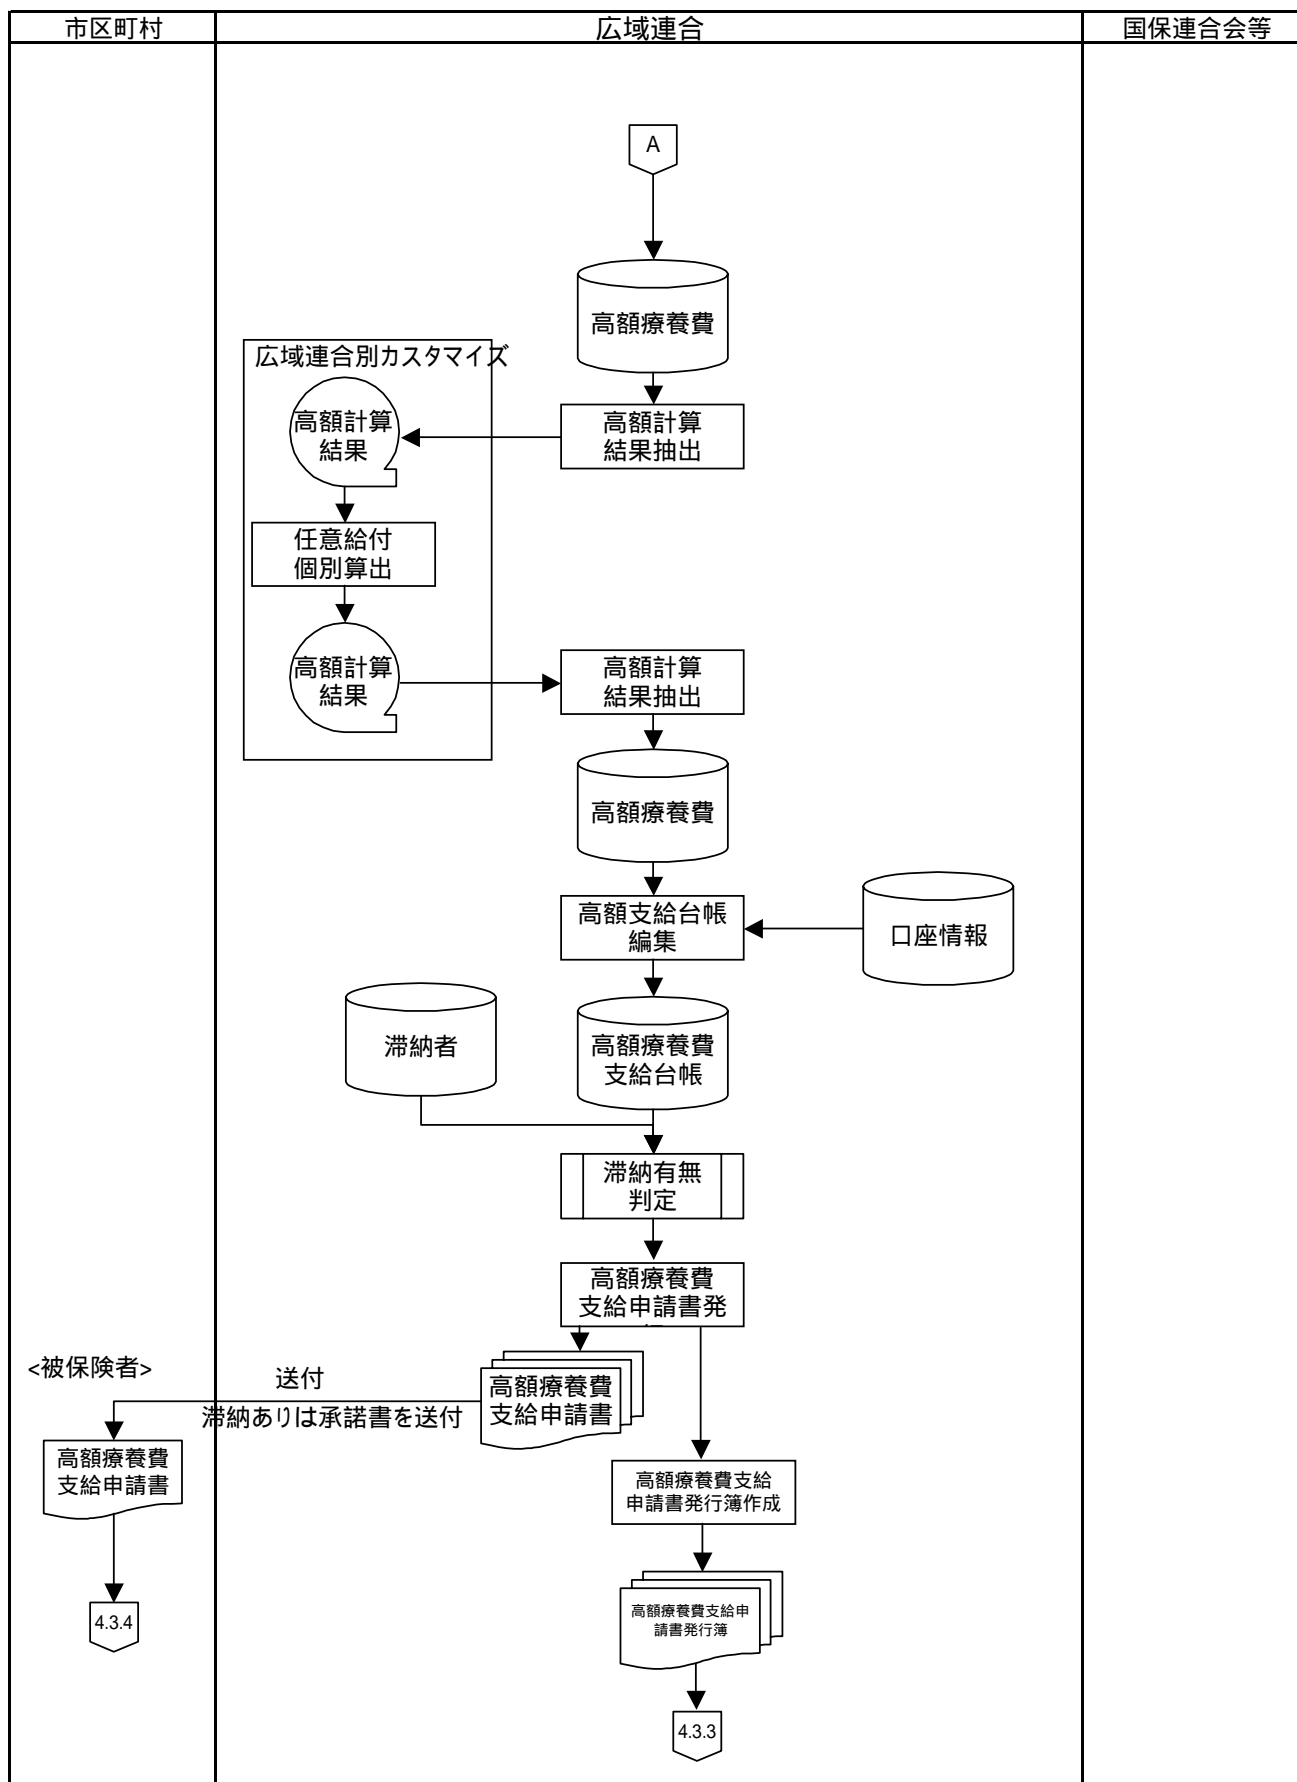 市区町村
広域連合
国保連合会等
A
高額療養費
広域連合別カスタマイズ
高額計算
結果
高額計算
結果抽出
任意給付
個別算出
高額計算
結果
高額計算
結果抽出
高額療養費
高額支給台帳
編集
口座情報
滞納者
高額療養費
支給台帳
滞納有無
判定
高額療養費
支給申請書発
<被保険者>
送付
滞納ありは承諾書を送付
高額療養費
支給申請書
高額療養費
支給申請書
高額療養費支給
申請書発行簿作成
4.3.4
高額療養費支給申
請書発行簿
4.3.3